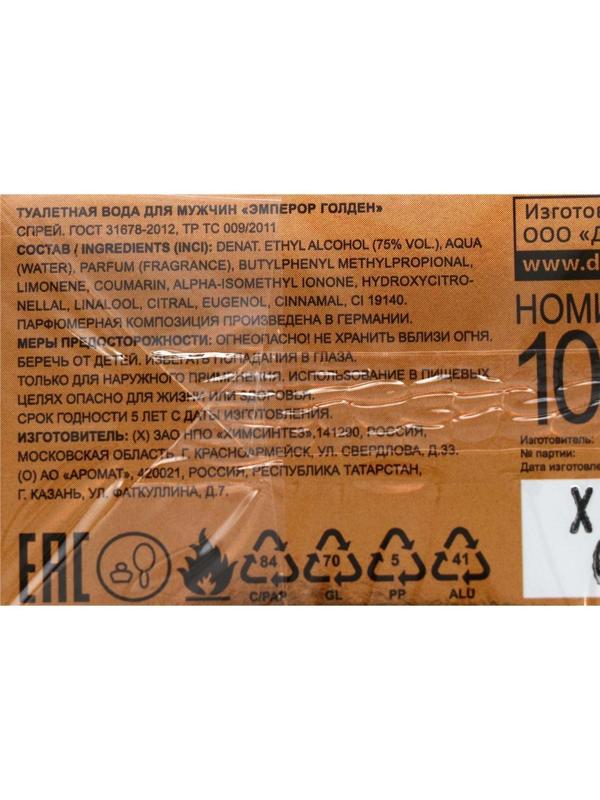 ТУАЛЕТНАЯ ВОДА ДЛЯ МУЖЧИН «ЭМПЕРОР ГОЛДЕН»
СПРЕЙ. ГОСТ 31678-2012, ТР ТС 009/2011
СОСТАВ / INGREDIENTS (INCI): DENAT. ETHYL ALCOHOL (75% VOL.), AQUA
(WATER), PARFUM (FRAGRANCE), BUTYLPHENYL METHYLPROPIONAL,
LIMONENE, COUMARIN, ALPHA-ISOMETHYL IONONE, HYDROXYCITRO-
NELLAL, LINALOOL, CITRAL, EUGENOL, CINNAMAL, CI 19140.
ПАРФЮМЕРНАЯ КОМПОЗИЦИЯ ПРОИЗВЕДЕНА В ГЕРМАНИИ.
МЕРЫ ПРЕДОСТОРОЖНОСТИ: ОГНЕОПАСНО! НЕ ХРАНИТЬ ВБЛИЗИ ОГНЯ.
БЕРЕЧЬ ОТ ДЕТЕЙ. ИЗБЕГАТЬ ПОПАДАНИЯ В ГЛАЗА.
ТОЛЬКО ДЛЯ НАРУЖНОГО ПРИМЕНЕНИЯ. ИСПОЛЬЗОВАНИЕ В ПИЩЕВЫХ
ЦЕЛЯХ ОПАСНО ДЛЯ ЖИЗНИ ИЛИ ЗДОРОВЬЯ.
СРОК ГОДНОСТИ 5 ЛЕТ С ДАТЫ ИЗГОТОВЛЕНИЯ.
ИЗГОТОВИТЕЛЬ: (Х) ЗАО НПО «ХИМСИНТЕЗ»,141290, РОССИЯ,
МОСКОВСКАЯ ОБЛАСТЬ, Г. КРАСНОАРМЕЙСК, УЛ. СВЕРДЛОВА, Д.33.
(О) АО «АРОМАТ», 420021, РОССИЯ, РЕСПУБЛИКА ТАТАРСТАН,
Г. КАЗАНЬ, УЛ. ФАТКУЛЛИНА, Д.7.
EAC
84 70 5 41
C/PAP GL PP ALU
Изготов
ООО «Д
www.d
НОМИ
10
Изготовитель:
№ партии:
Дата изготовле
Х